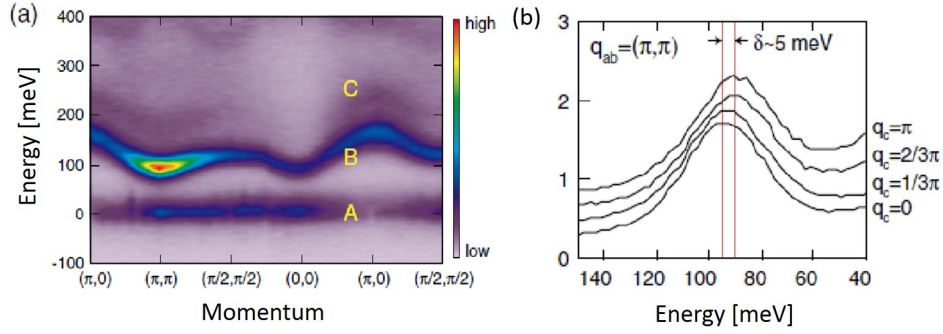 (a)
Energy [meV]
400
300
200
100
0
-100
C
B
A
(π,0) (π,π) (π/2,π/2) (0,0) (π,0) (π/2,π/2)
Momentum
high
low
(b)
q_ab=(π,π)
δ~5 meV
3
2
1
0
q_c=π
q_c=2/3π
q_c=1/3π
q_c=0
140 120 100 80 60 40
Energy [meV]